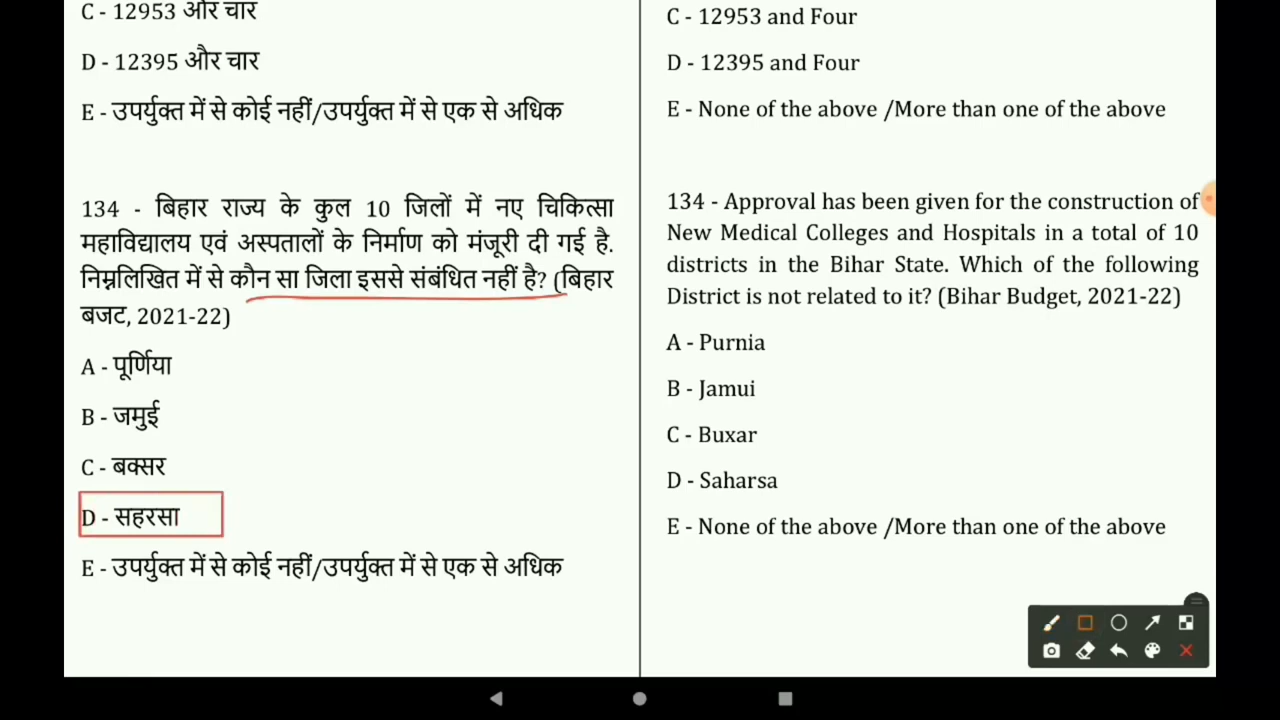 C - 12953 और चार
D - 12395 और चार
E - उपर्युक्त में से कोई नहीं/उपर्युक्त में से एक से अधिक
134 - बिहार राज्य के कुल 10 जिलों में नए चिकित्सा
महाविद्यालय एवं अस्पतालों के निर्माण को मंजूरी दी गई है.
निम्नलिखित में से कौन सा जिला इससे संबंधित नहीं है? (बिहार
बजट, 2021-22)
A - पूर्णिया
B - जमुई
C - बक्सर
D - सहरसा
E - उपर्युक्त में से कोई नहीं/उपर्युक्त में से एक से अधिक
C - 12953 and Four
D - 12395 and Four
E - None of the above /More than one of the above
134 - Approval has been given for the construction of
New Medical Colleges and Hospitals in a total of 10
districts in the Bihar State. Which of the following
District is not related to it? (Bihar Budget, 2021-22)
A - Purnia
B - Jamui
C - Buxar
D - Saharsa
E - None of the above /More than one of the above